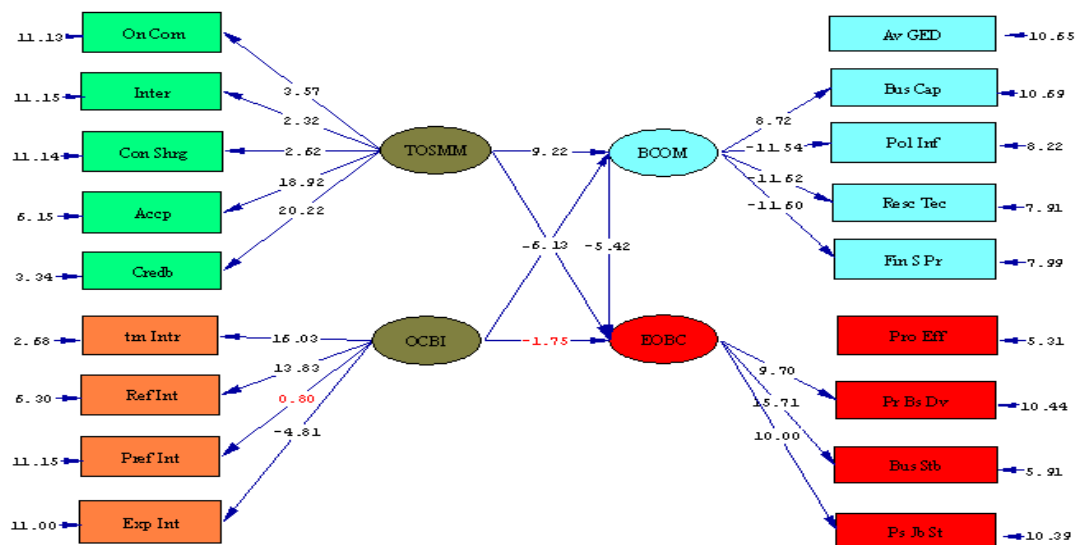 11.13 On Com
3.57
11.15 Inter
2.32
11.14 Con Shrg
2.62
6.15 Accp
18.92
3.34 Credb
20.22
TOSMM
9.22
BCOM
Av GED 10.65
8.72
Bus Cap 10.69
-11.54
Pol Inf 8.22
-11.62
Resc Tec 7.91
-11.60
Fin S Pr 7.99
-6.13
-5.42
2.68 tm Intr
16.03
6.30 Ref Int
13.83
11.15 Pref Int
0.80
11.00 Exp Int
-4.81
OCBI
-1.75
EOBC
Pro Eff 5.31
9.70
Pr Bs Dv 10.44
15.71
Bus Stb 5.91
10.00
Ps Jb St 10.39